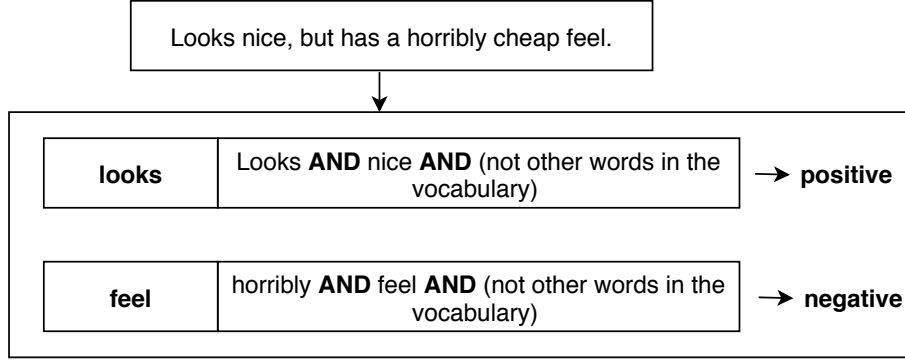 Looks nice, but has a horribly cheap feel.
looks
Looks AND nice AND (not other words in the
vocabulary)
positive
feel
horribly AND feel AND (not other words in the
vocabulary)
negative